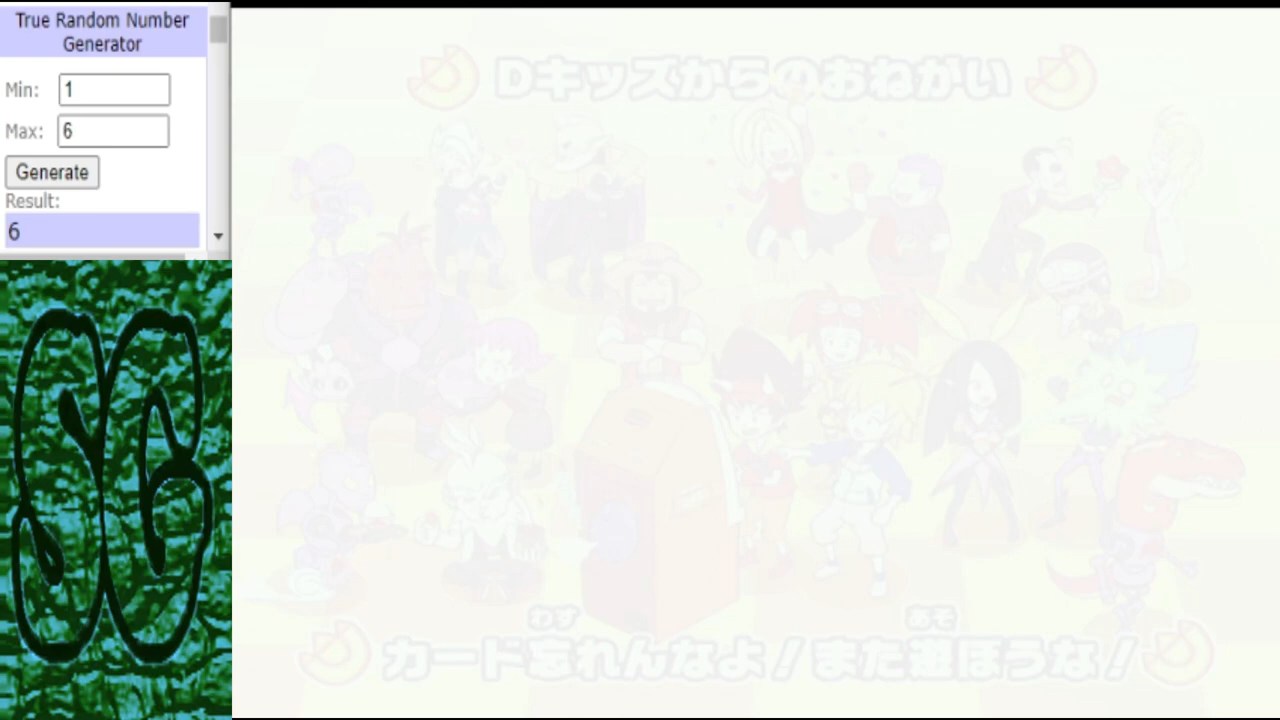 True Random Number
Generator
Min: 1
Max: 6
Generate
Result:
6
SG
Dキッズからのおねがい
わす あそ
カード忘れんなよ！また遊ぼうな！